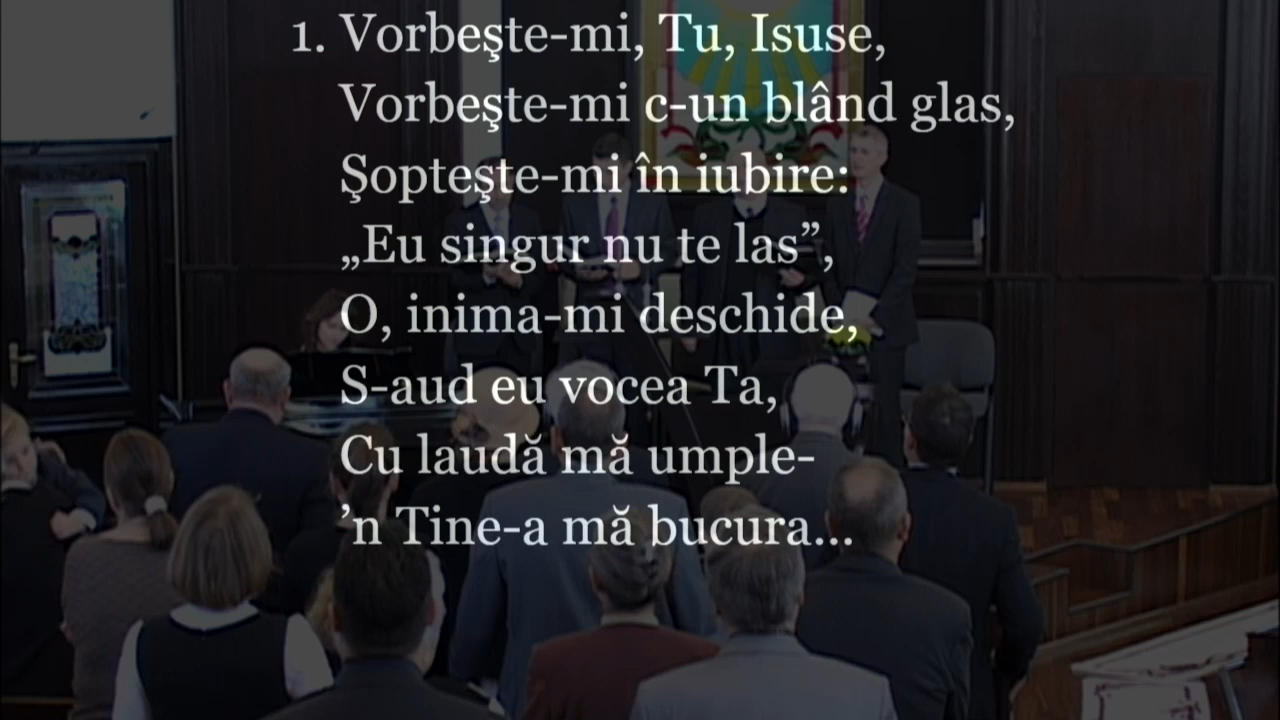 1. Vorbeşte-mi, Tu, Isuse,
Vorbeşte-mi c-un blând glas,
Şopteşte-mi în iubire:
„Eu singur nu te las”,
O, inima-mi deschide,
S-aud eu vocea Ta,
Cu laudă mă umple-
’n Tine-a mă bucura...